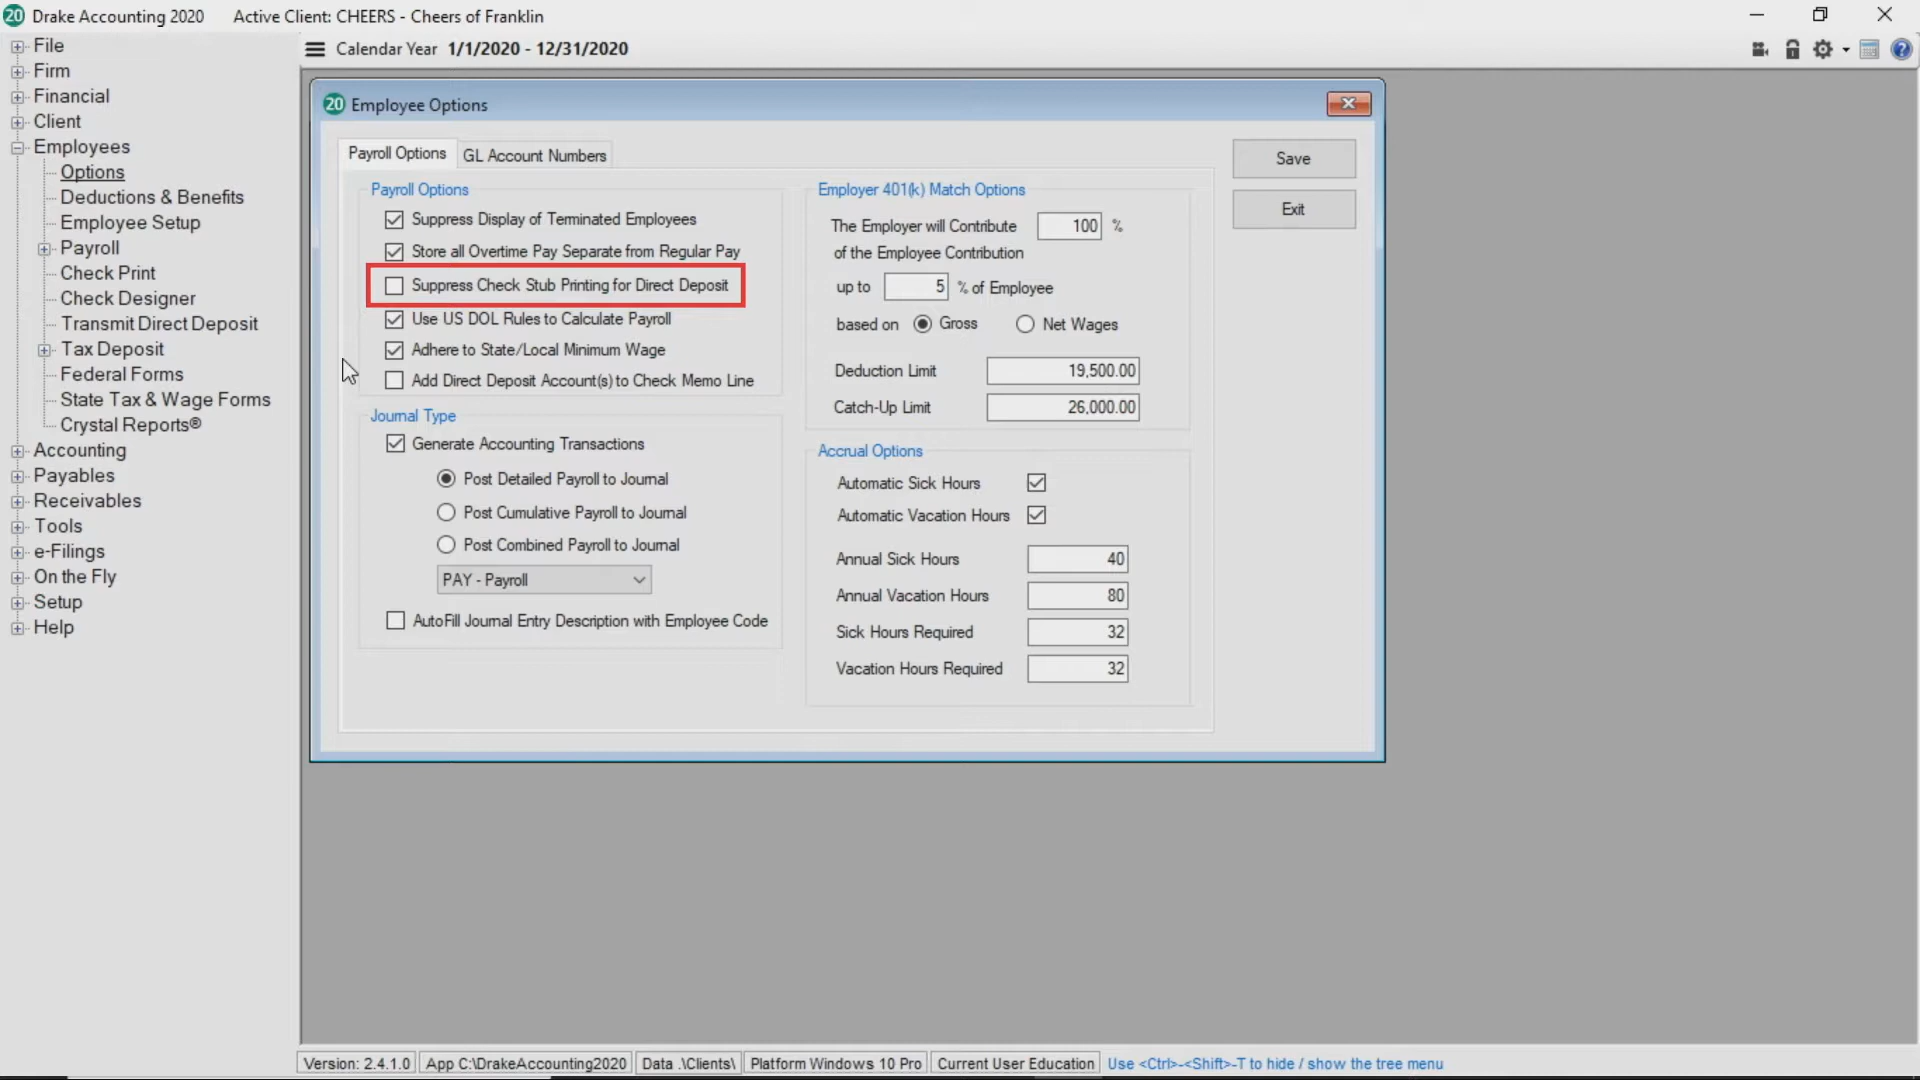 20 Drake Accounting 2020 Active Client: CHEERS - Cheers of Franklin
File
Firm
Financial
Client
Employees
Options
Deductions & Benefits
Employee Setup
Payroll
Check Print
Check Designer
Transmit Direct Deposit
Tax Deposit
Federal Forms
State Tax & Wage Forms
Crystal Reports®
Accounting
Payables
Receivables
Tools
e-Filings
On the Fly
Setup
Help
Calendar Year 1/1/2020 - 12/31/2020
?
20 Employee Options
Payroll Options GL Account Numbers
Payroll Options
Suppress Display of Terminated Employees
Store all Overtime Pay Separate from Regular Pay
Suppress Check Stub Printing for Direct Deposit
Use US DOL Rules to Calculate Payroll
Adhere to State/Local Minimum Wage
Add Direct Deposit Account(s) to Check Memo Line
Journal Type
Generate Accounting Transactions
Post Detailed Payroll to Journal
Post Cumulative Payroll to Journal
Post Combined Payroll to Journal
PAY - Payroll
AutoFill Journal Entry Description with Employee Code
Employer 401(k) Match Options
The Employer will Contribute 100 %
of the Employee Contribution
up to 5 % of Employee
based on Gross Net Wages
Deduction Limit 19,500.00
Catch-Up Limit 26,000.00
Accrual Options
Automatic Sick Hours
Automatic Vacation Hours
Annual Sick Hours 40
Annual Vacation Hours 80
Sick Hours Required 32
Vacation Hours Required 32
Save
Exit
Version: 2.4.1.0 App C:\DrakeAccounting2020 Data .\Clients\ Platform Windows 10 Pro Current User Education Use <Ctrl>-<Shift>-T to hide / show the tree menu